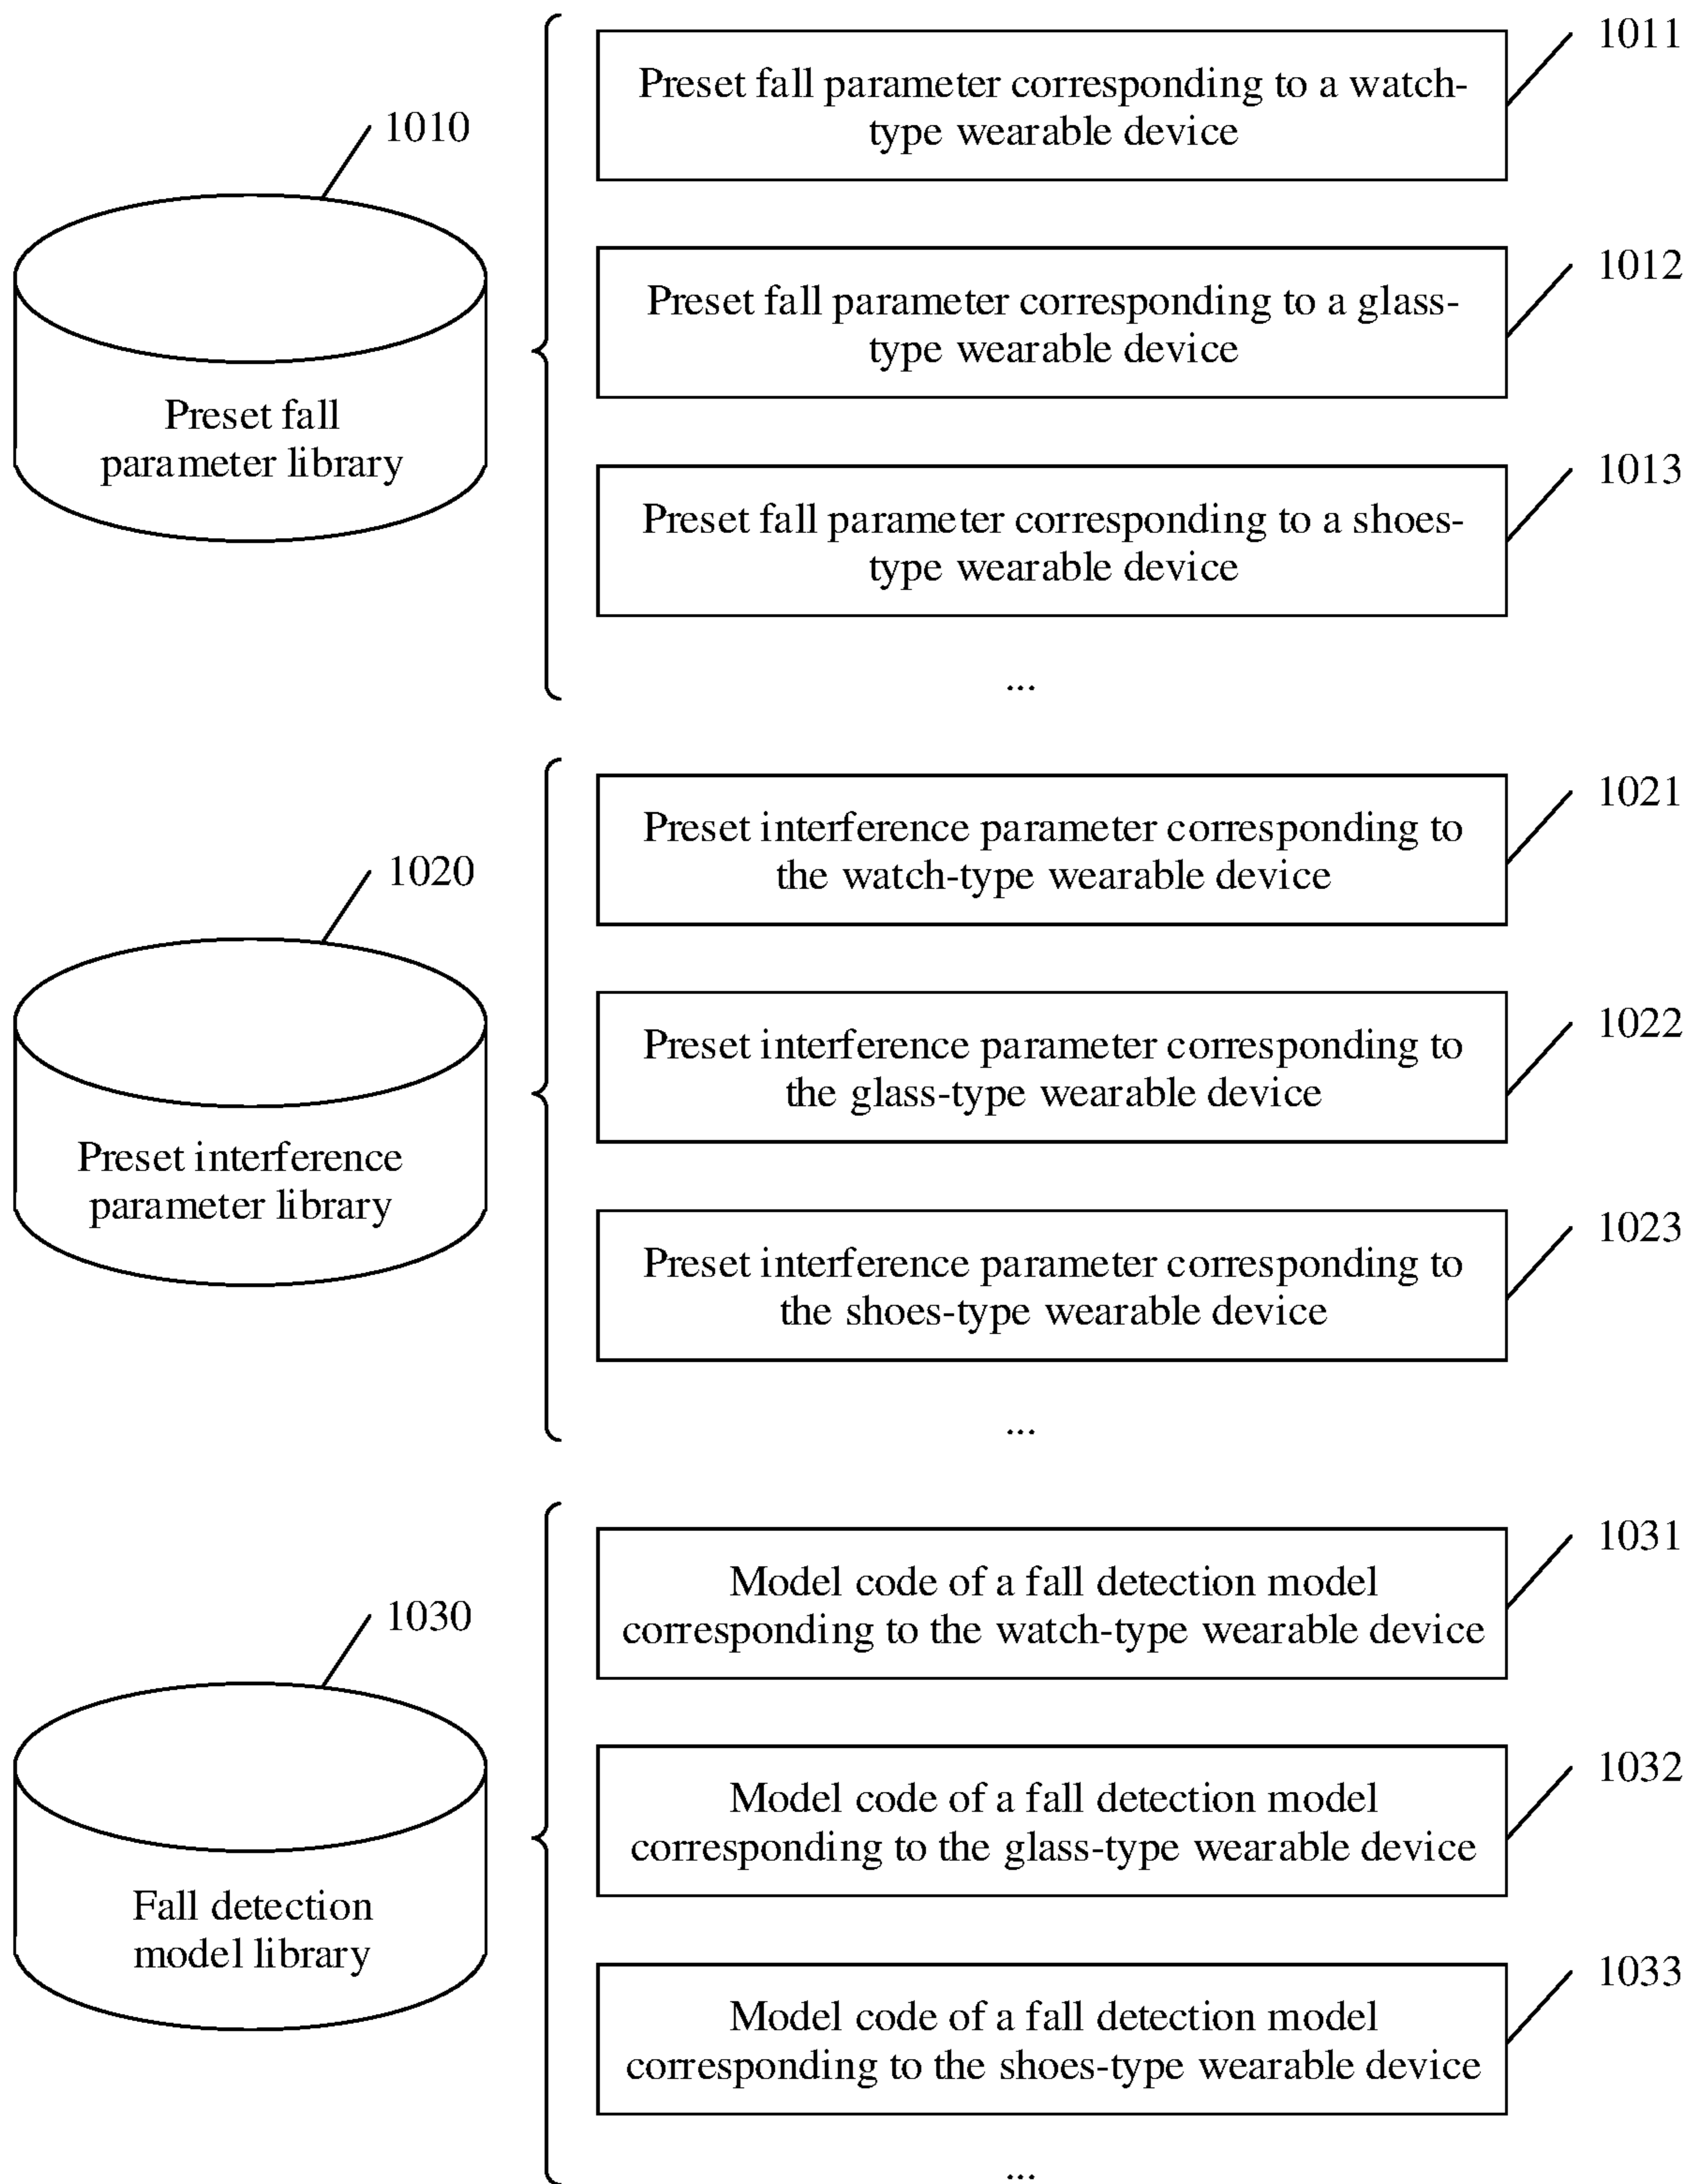 1010
Preset fall
parameter library
Preset fall parameter corresponding to a watch-
type wearable device
1011
Preset fall parameter corresponding to a glass-
type wearable device
1012
Preset fall parameter corresponding to a shoes-
type wearable device
1013
...
1020
Preset interference
parameter library
Preset interference parameter corresponding to
the watch-type wearable device
1021
Preset interference parameter corresponding to
the glass-type wearable device
1022
Preset interference parameter corresponding to
the shoes-type wearable device
1023
...
1030
Fall detection
model library
Model code of a fall detection model
corresponding to the watch-type wearable device
1031
Model code of a fall detection model
corresponding to the glass-type wearable device
1032
Model code of a fall detection model
corresponding to the shoes-type wearable device
1033
...